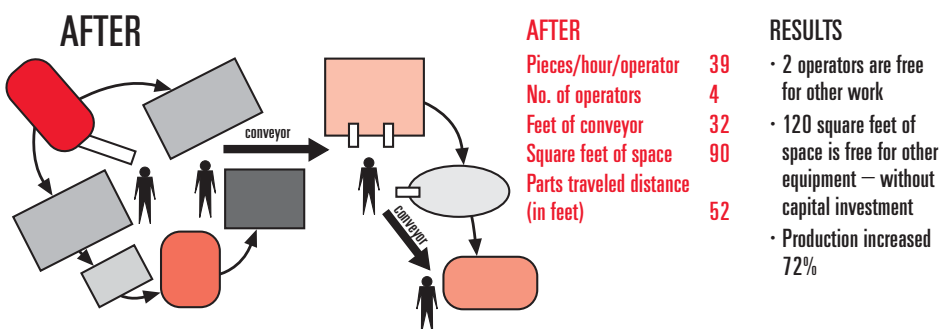 AFTER
conveyor
conveyor
AFTER
Pieces/hour/operator 39
No. of operators 4
Feet of conveyor 32
Square feet of space 90
Parts traveled distance
(in feet) 52
RESULTS
· 2 operators are free
for other work
· 120 square feet of
space is free for other
equipment – without
capital investment
· Production increased
72%